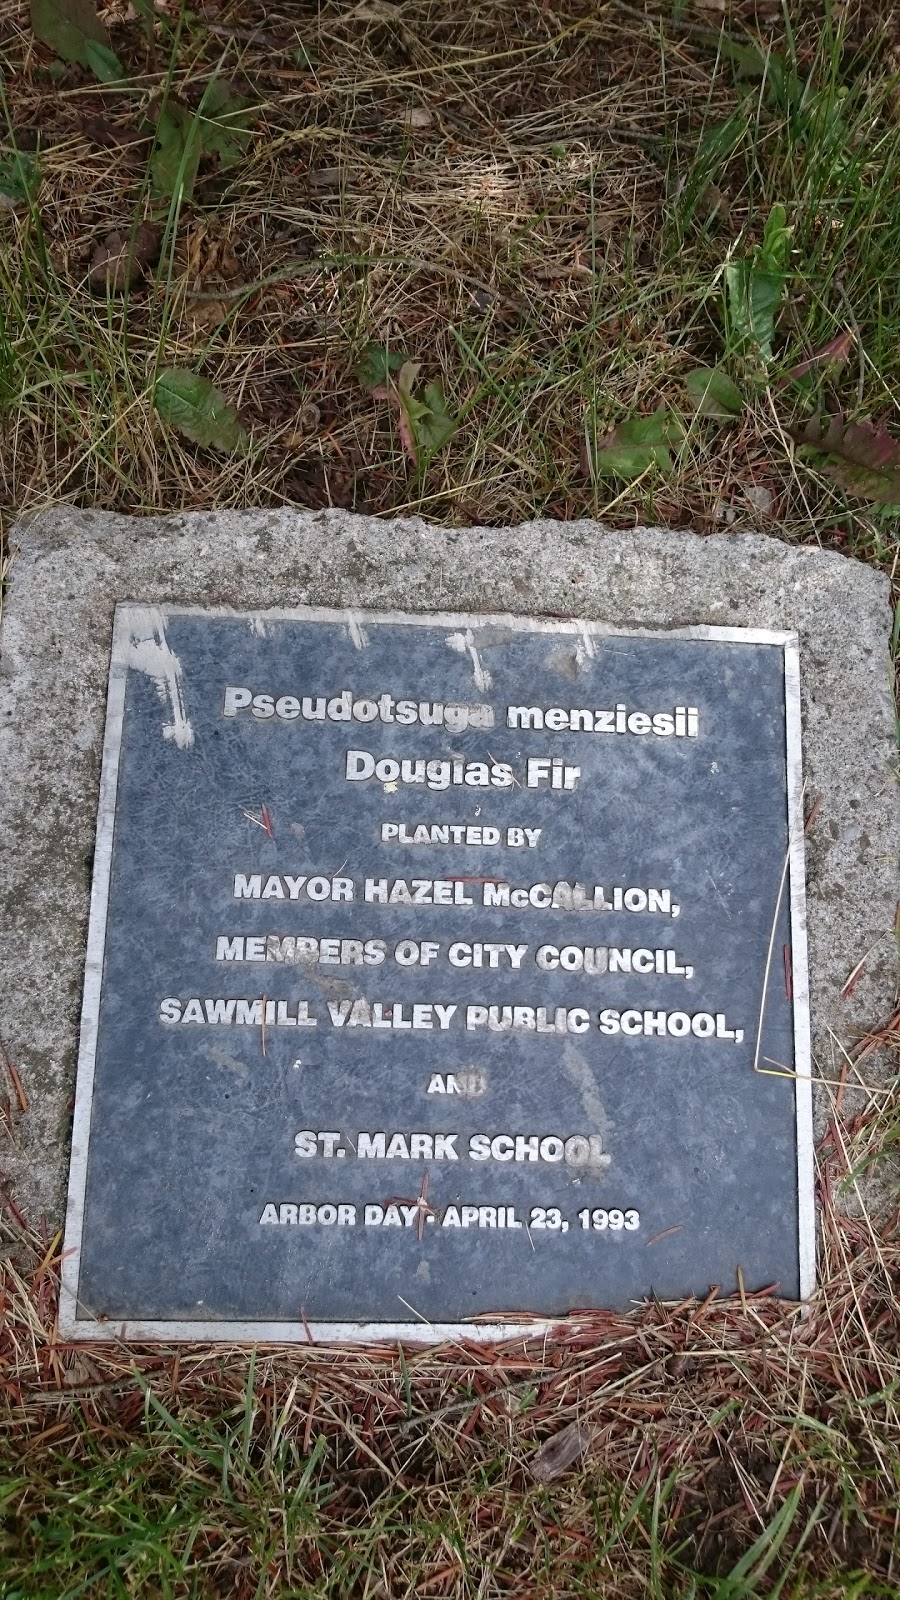 Pseudotsuga menziesii
Douglas Fir
PLANTED BY
MAYOR HAZEL McCALLION,
MEMBERS OF CITY COUNCIL,
SAWMILL VALLEY PUBLIC SCHOOL,
AND
ST. MARK SCHOOL
ARBOR DAY - APRIL 23, 1993